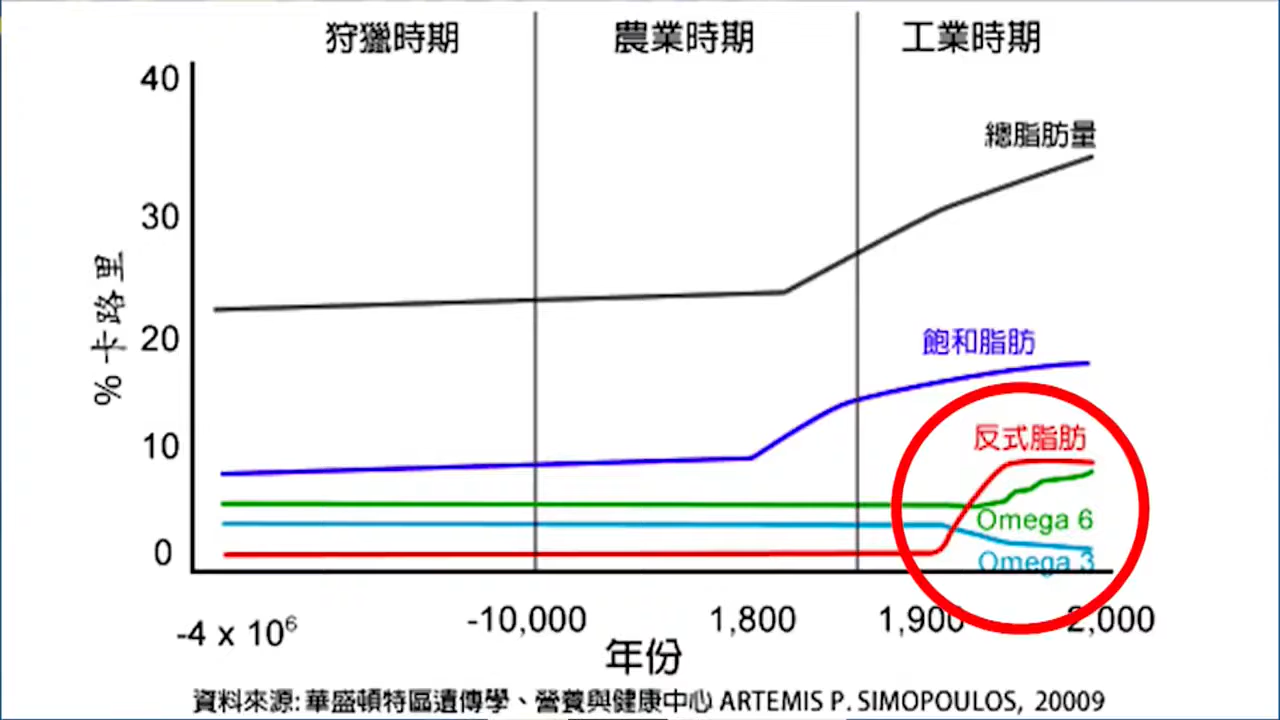 狩獵時期
農業時期
工業時期
40
30
20
10
0
% 卡路里
總脂肪量
飽和脂肪
反式脂肪
Omega 6
Omega 3
-4 x 10⁶
-10,000
1,800
1,900
2,000
年份
資料來源: 華盛頓特區遺傳學、營養與健康中心 ARTEMIS P. SIMOPOULOS, 20009